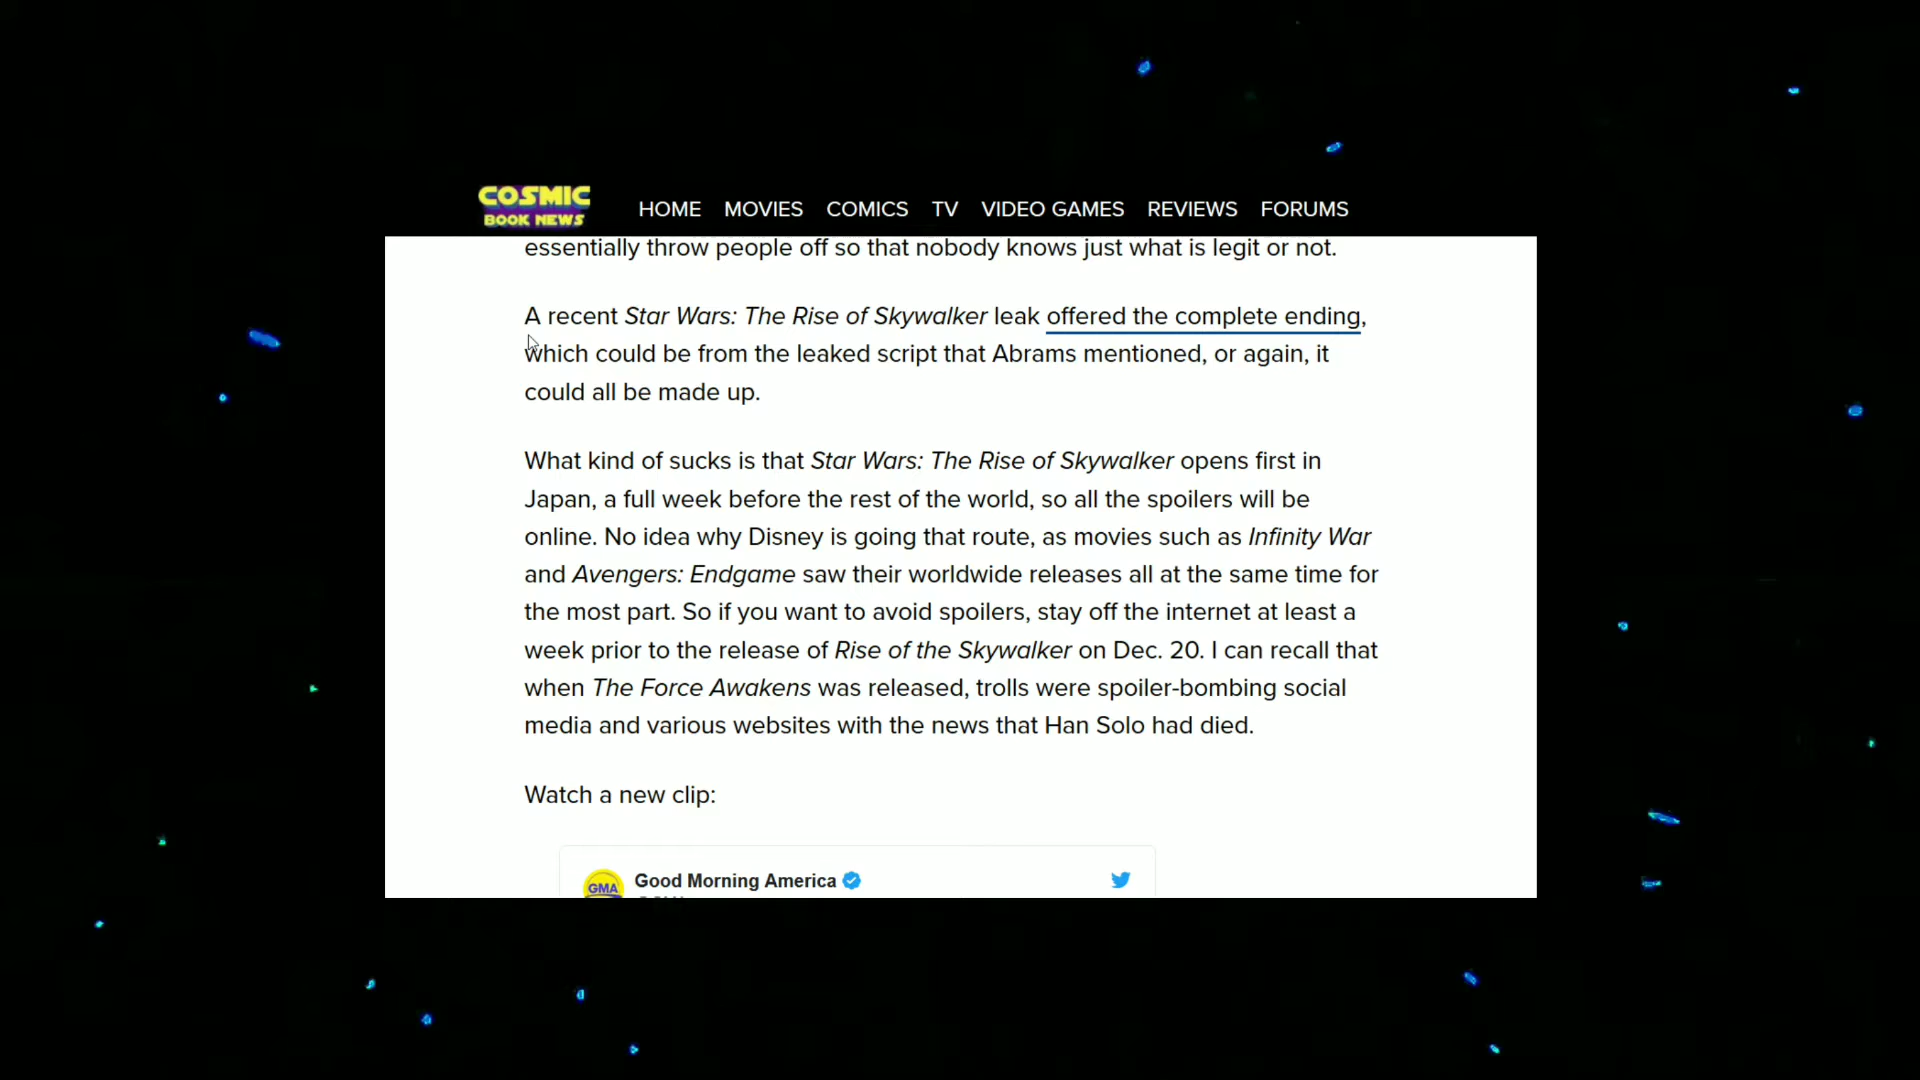 COSMIC
BOOK NEWS
HOME MOVIES COMICS TV VIDEO GAMES REVIEWS FORUMS
essentially throw people off so that nobody knows just what is legit or not.
A recent Star Wars: The Rise of Skywalker leak offered the complete ending,
which could be from the leaked script that Abrams mentioned, or again, it
could all be made up.
What kind of sucks is that Star Wars: The Rise of Skywalker opens first in
Japan, a full week before the rest of the world, so all the spoilers will be
online. No idea why Disney is going that route, as movies such as Infinity War
and Avengers: Endgame saw their worldwide releases all at the same time for
the most part. So if you want to avoid spoilers, stay off the internet at least a
week prior to the release of Rise of the Skywalker on Dec. 20. I can recall that
when The Force Awakens was released, trolls were spoiler-bombing social
media and various websites with the news that Han Solo had died.
Watch a new clip:
GMA Good Morning America